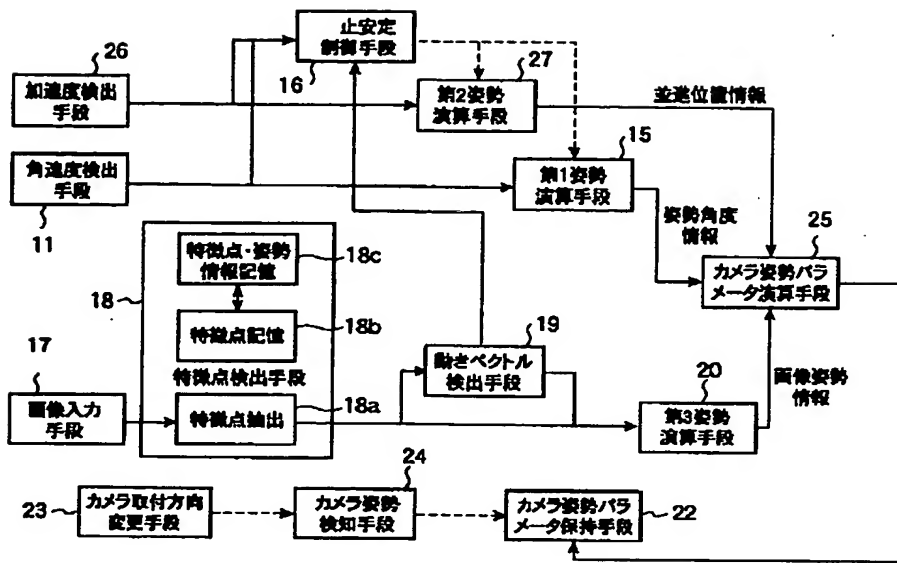 26
加速度検出
手段
止安定
制御手段
16
27
第2姿勢
演算手段
並進位置情報
角速度検出
手段
11
15
第1姿勢
演算手段
姿勢角度
情報
25
カメラ姿勢パラ
メータ演算手段
18
特徴点・姿勢
情報記憶
18c
特徴点記憶
18b
特徴点検出手段
特徴点抽出
18a
17
画像入力
手段
19
動きベクトル
検出手段
20
第3姿勢
演算手段
画像姿勢
情報
23
カメラ取付方向
変更手段
24
カメラ姿勢
検知手段
カメラ姿勢パラ
メータ保持手段
22